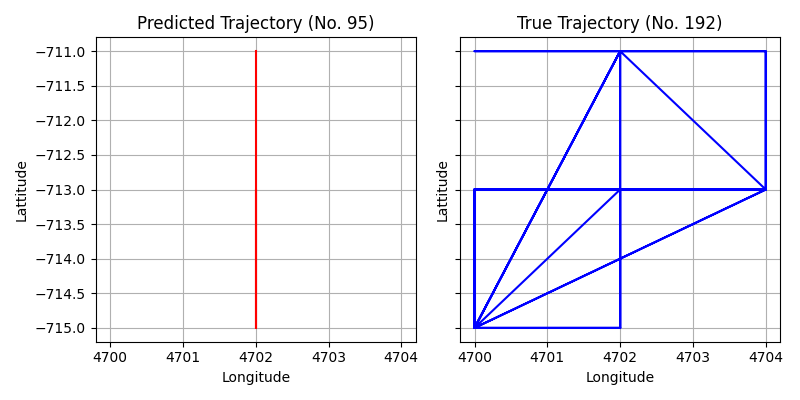 Predicted Trajectory (No. 95)
True Trajectory (No. 192)
−711.0
−711.5
−712.0
−712.5
−713.0
−713.5
−714.0
−714.5
−715.0
Lattitude
Lattitude
4700 4701 4702 4703 4704
4700 4701 4702 4703 4704
Longitude
Longitude